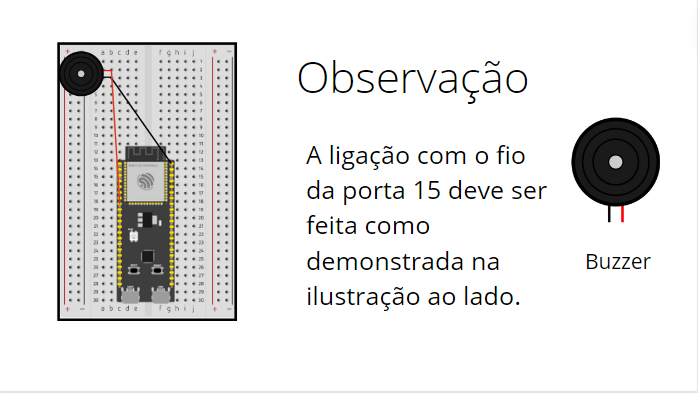 Observação
A ligação com o fio
da porta 15 deve ser
feita como
demonstrada na
ilustração ao lado.
Buzzer
a b c d e f g h i j
a b c d e f g h i j